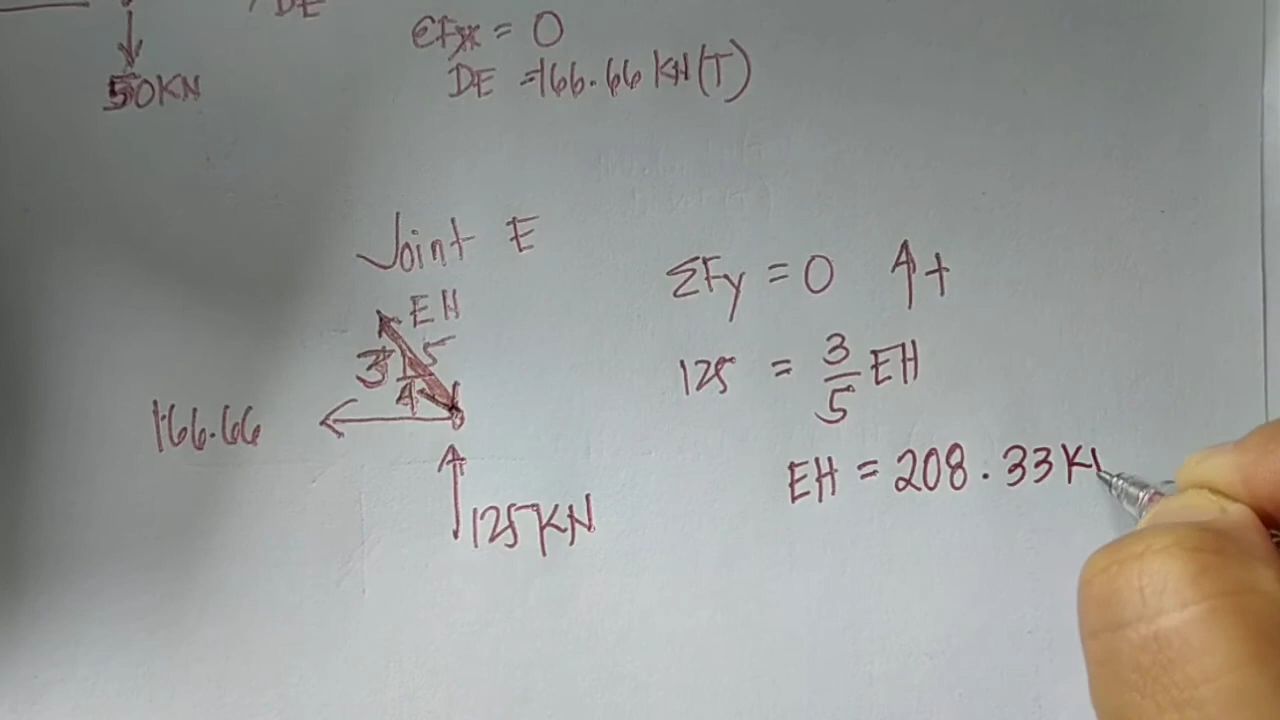 DE
50KN
ΣFx = 0
DE = 166.66 KN (T)
Joint E
EH
3 5
4
166.66
125KN
ΣFy = 0 ↑+
125 = 3/5 EH
EH = 208.33 KN